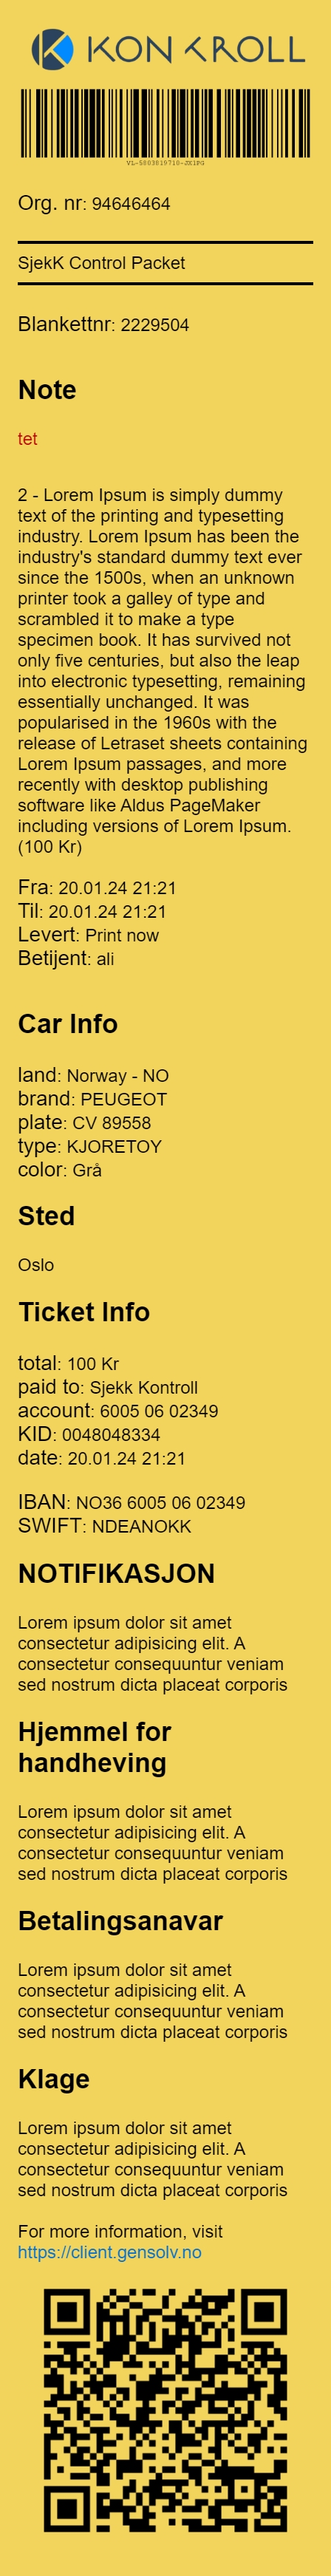 KONTROLL
VL-5003019710-JX1PG
Org. nr: 94646464
SjekK Control Packet
Blankettnr: 2229504
Note
tet
2 - Lorem Ipsum is simply dummy
text of the printing and typesetting
industry. Lorem Ipsum has been the
industry's standard dummy text ever
since the 1500s, when an unknown
printer took a galley of type and
scrambled it to make a type
specimen book. It has survived not
only five centuries, but also the leap
into electronic typesetting, remaining
essentially unchanged. It was
popularised in the 1960s with the
release of Letraset sheets containing
Lorem Ipsum passages, and more
recently with desktop publishing
software like Aldus PageMaker
including versions of Lorem Ipsum.
(100 Kr)
Fra: 20.01.24 21:21
Til: 20.01.24 21:21
Levert: Print now
Betijent: ali
Car Info
land: Norway - NO
brand: PEUGEOT
plate: CV 89558
type: KJORETOY
color: Grå
Sted
Oslo
Ticket Info
total: 100 Kr
paid to: Sjekk Kontroll
account: 6005 06 02349
KID: 0048048334
date: 20.01.24 21:21
IBAN: NO36 6005 06 02349
SWIFT: NDEANOKK
NOTIFIKASJON
Lorem ipsum dolor sit amet
consectetur adipisicing elit. A
consectetur consequuntur veniam
sed nostrum dicta placeat corporis
Hjemmel for
handheving
Lorem ipsum dolor sit amet
consectetur adipisicing elit. A
consectetur consequuntur veniam
sed nostrum dicta placeat corporis
Betalingsanavar
Lorem ipsum dolor sit amet
consectetur adipisicing elit. A
consectetur consequuntur veniam
sed nostrum dicta placeat corporis
Klage
Lorem ipsum dolor sit amet
consectetur adipisicing elit. A
consectetur consequuntur veniam
sed nostrum dicta placeat corporis
For more information, visit
https://client.gensolv.no